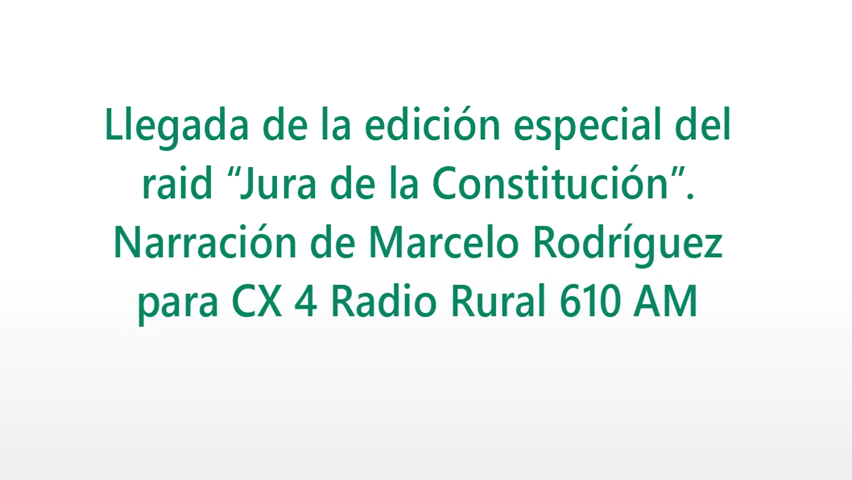 Llegada de la edición especial del
raid “Jura de la Constitución”.
Narración de Marcelo Rodríguez
para CX 4 Radio Rural 610 AM